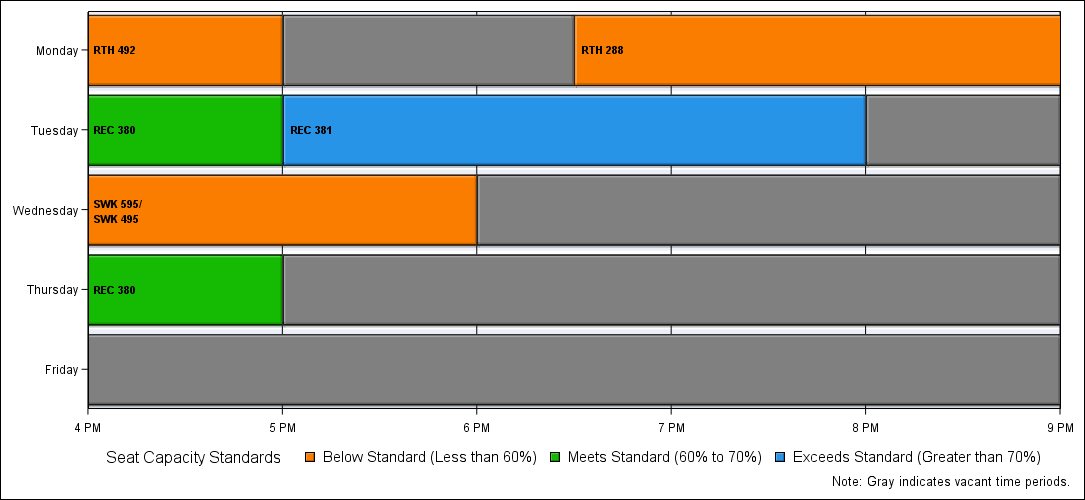 Monday
RTH 492
RTH 288
Tuesday
REC 380
REC 381
Wednesday
SWK 595/
SWK 495
Thursday
REC 380
Friday
4 PM 5 PM 6 PM 7 PM 8 PM 9 PM
Seat Capacity Standards Below Standard (Less than 60%) Meets Standard (60% to 70%) Exceeds Standard (Greater than 70%)
Note: Gray indicates vacant time periods.